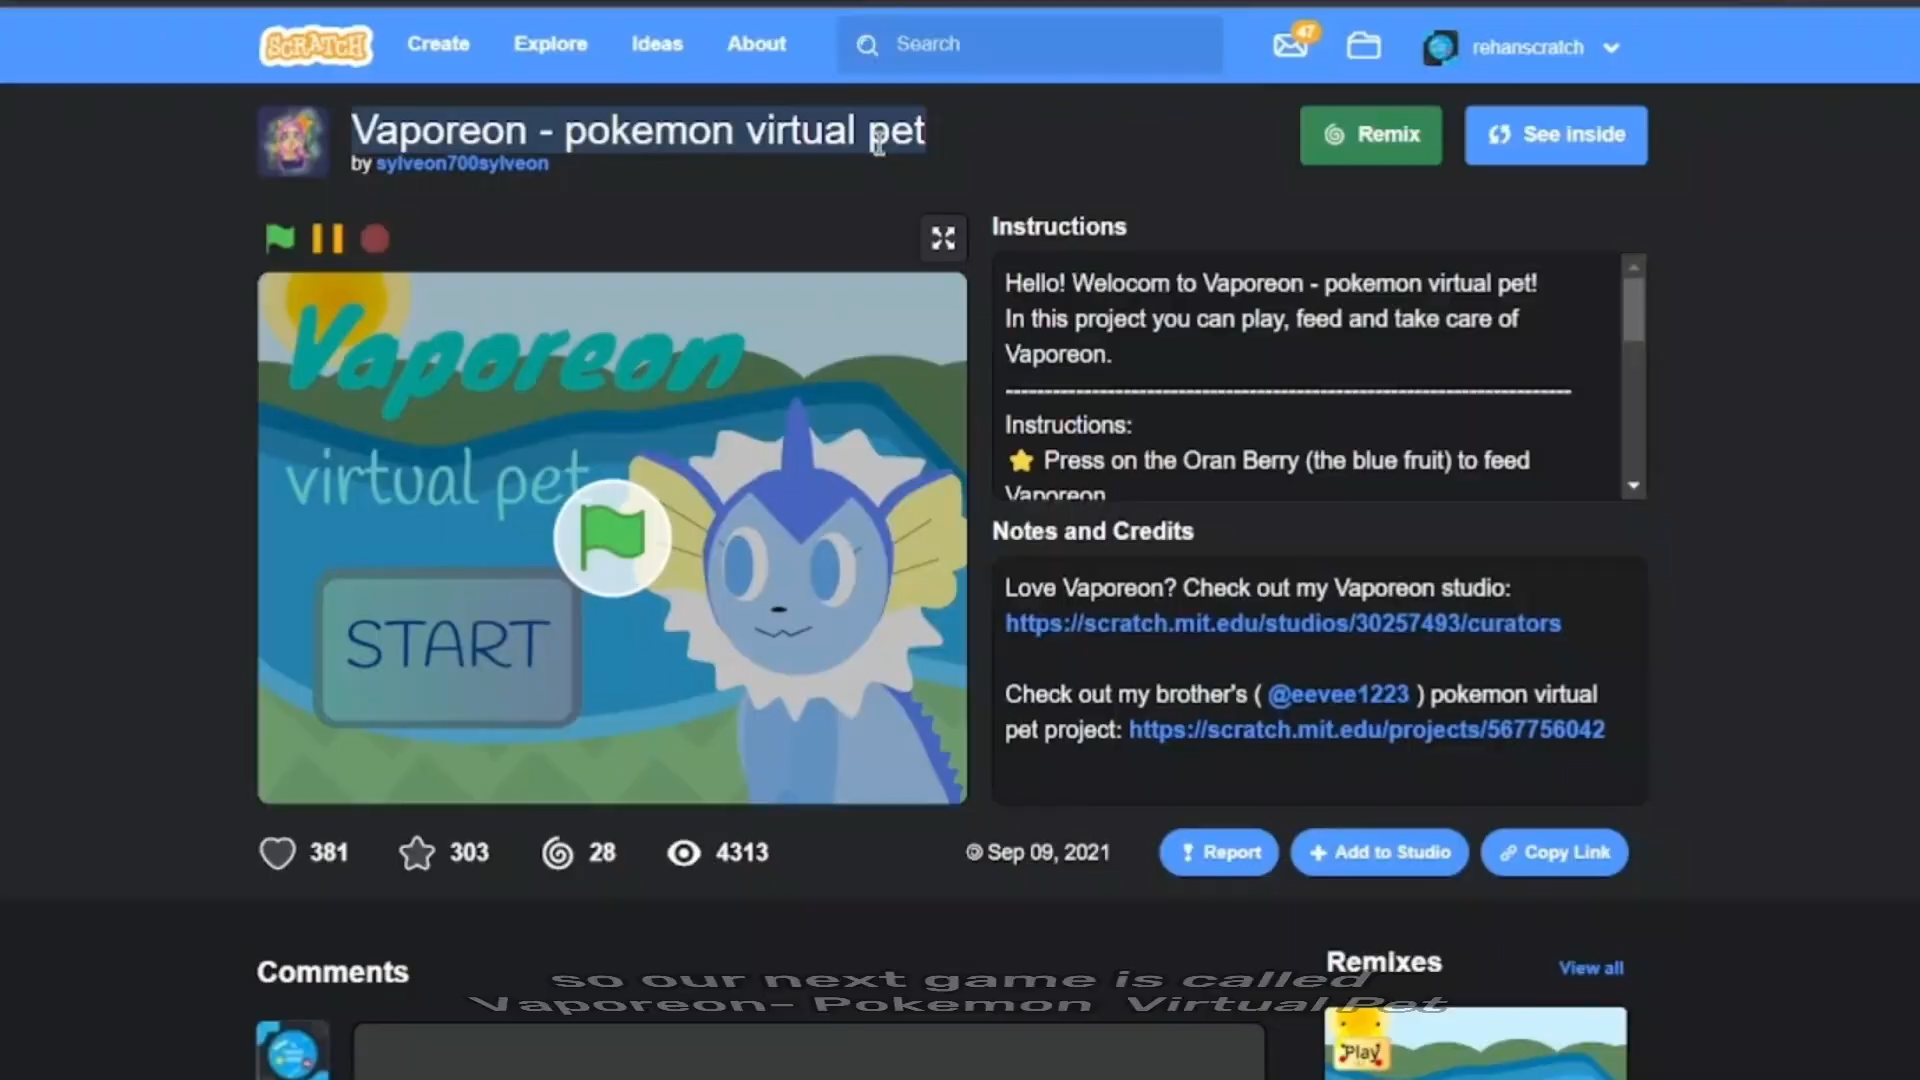 SCRATCH Create Explore Ideas About Search 47 rehanscratch
Vaporeon - pokemon virtual pet
by sylveon700sylveon
Remix See inside
Vaporeon
virtual pet
START
Instructions
Hello! Welocom to Vaporeon - pokemon virtual pet!
In this project you can play, feed and take care of
Vaporeon.
--------------------------------------------------------------------------------
Instructions:
⭐ Press on the Oran Berry (the blue fruit) to feed
Vaporeon
Notes and Credits
Love Vaporeon? Check out my Vaporeon studio:
https://scratch.mit.edu/studios/30257493/curators
Check out my brother's ( @eevee1223 ) pokemon virtual
pet project: https://scratch.mit.edu/projects/567756042
381 303 28 4313
© Sep 09, 2021 Report Add to Studio Copy Link
Comments
Remixes View all
so our next game is called
Vaporeon- Pokemon Virtual Pet
Play